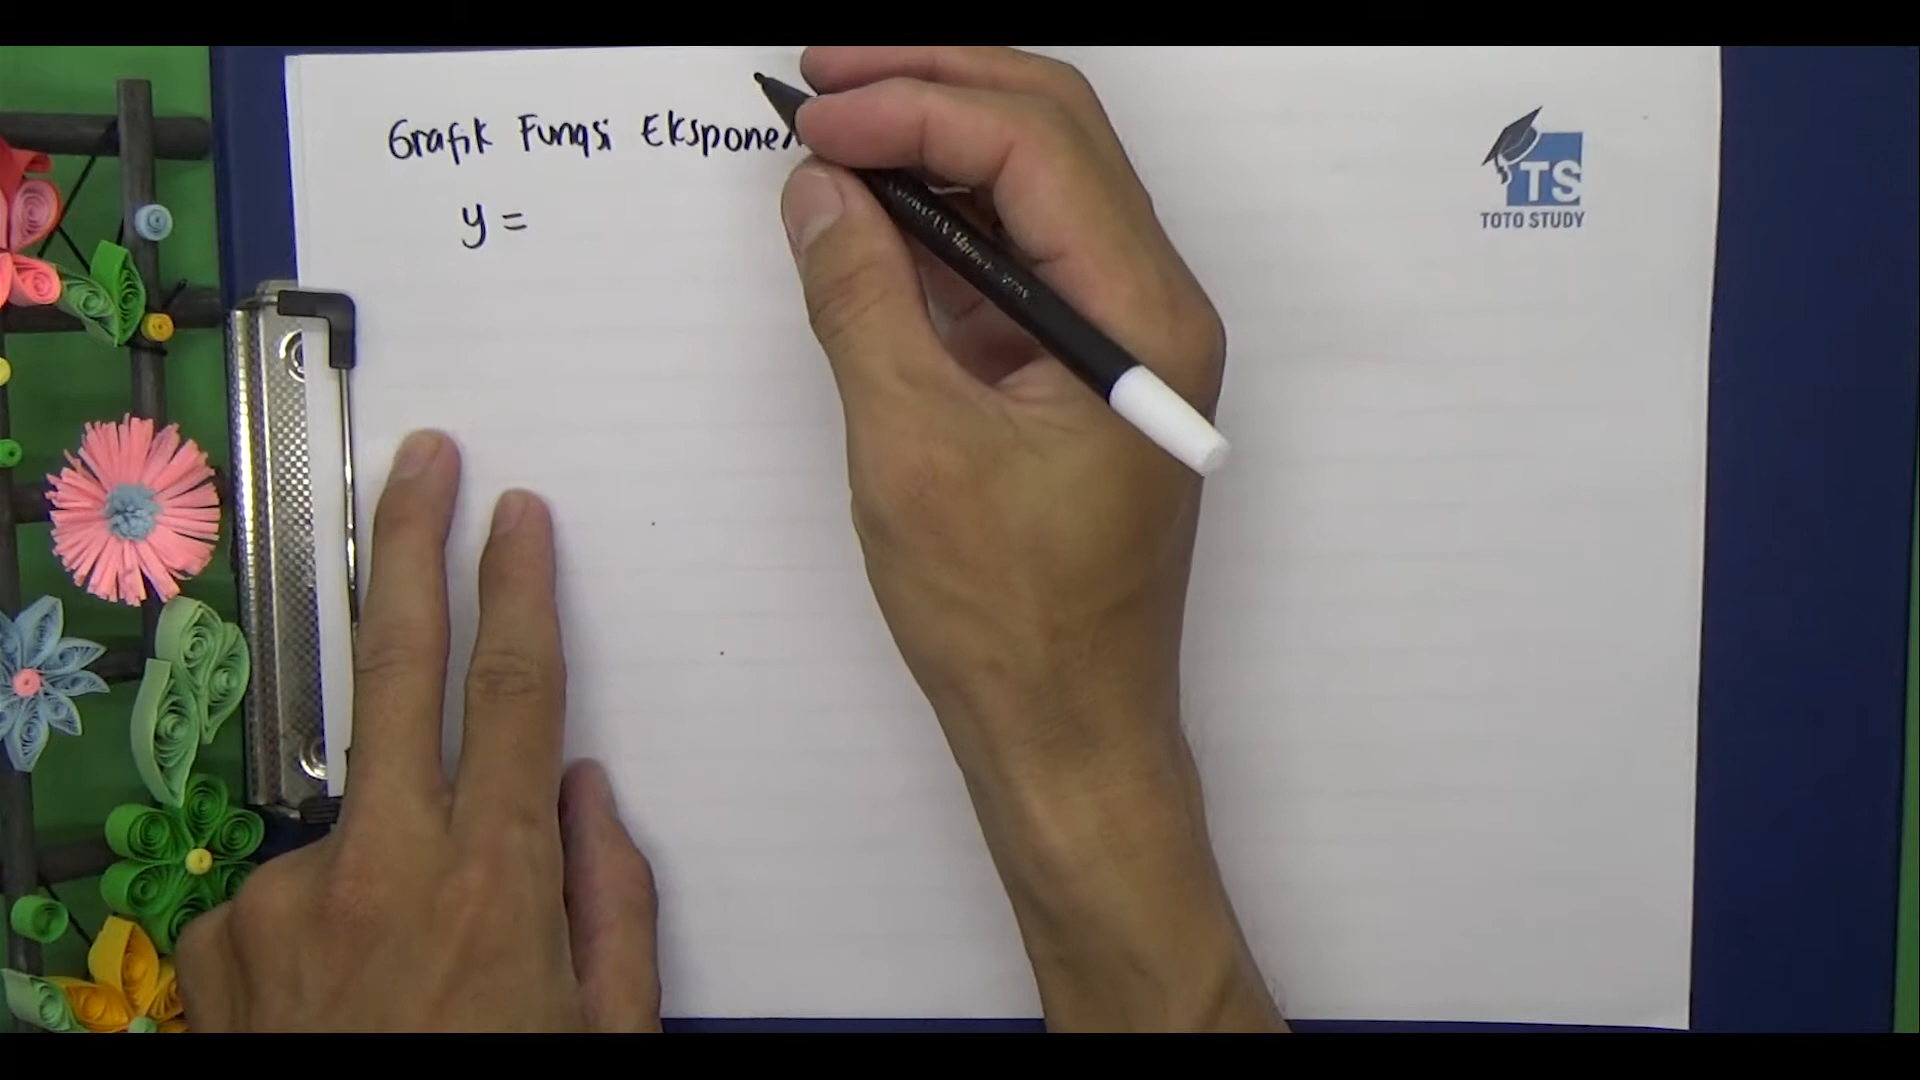 Grafik Fungsi Eksponen
y =
TS
TOTO STUDY